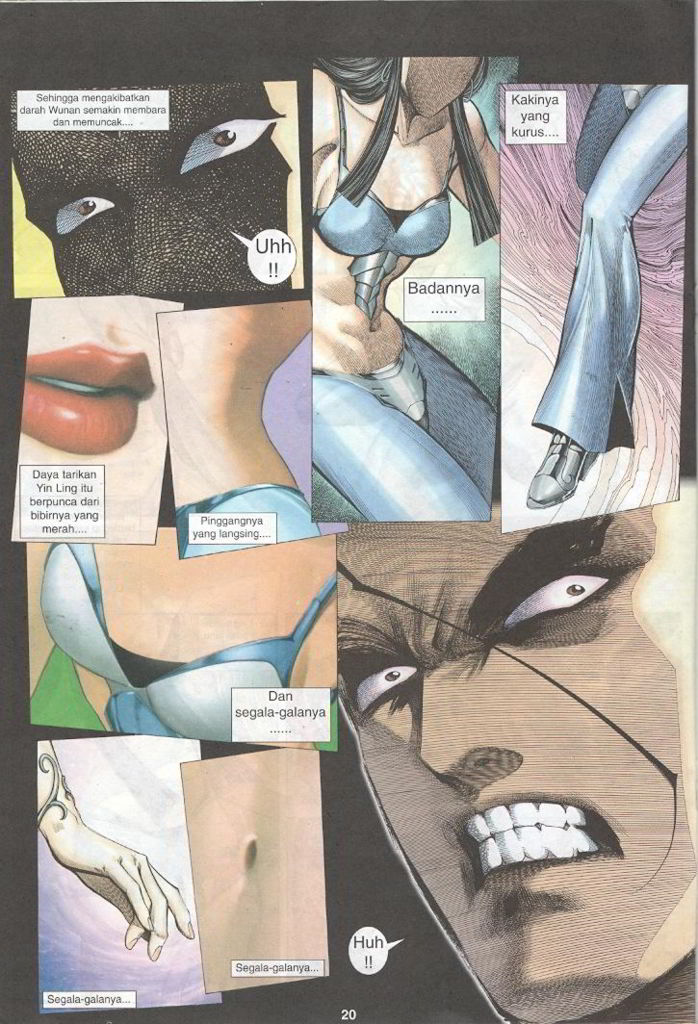 Sehingga mengakibatkan
darah Wunan semakin membara
dan memuncak....
Uhh
!!
Badannya
......
Kakinya
yang
kurus....
Daya tarikan
Yin Ling itu
berpunca dari
bibirnya yang
merah....
Pinggangnya
yang langsing....
Dan
segala-galanya
......
Segala-galanya...
Segala-galanya...
Huh
!!
20